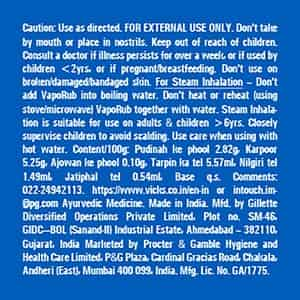 Caution: Use as directed. FOR EXTERNAL USE ONLY. Don't take
by mouth or place in nostrils. Keep out of reach of children.
Consult a doctor if illness persists for over a week, or if used by
children <2yrs. or if pregnant/breastfeeding. Don't use on
broken/damaged/bandaged skin. For Steam Inhalation – Don't
add VapoRub into boiling water. Don't heat or reheat (using
stove/microwave) VapoRub together with water. Steam Inhala-
tion is suitable for use on adults & children >6yrs. Closely
supervise children to avoid scalding. Use care when using with
hot water. Content/100g: Pudinah ke phool 2.82g, Karpoor
5.25g, Ajowan ke phool 0.10g, Tarpin ka tel 5.57ml, Nilgiri tel
1.49ml, Jatiphal tel 0.54ml, Base q.s. Comments:
022-24942113, https://www.vicks.co.in/en-in or intouch.im-
@pg.com Ayurvedic Medicine. Made in India. Mfd. by Gillette
Diversified Operations Private Limited, Plot no. SM-46,
GIDC–BOL (Sanand-II) Industrial Estate, Ahmedabad – 382110,
Gujarat, India Marketed by Procter & Gamble Hygiene and
Health Care Limited, P&G Plaza, Cardinal Gracias Road, Chakala,
Andheri (East), Mumbai 400 099, India. Mfg. Lic. No. GA/1775.